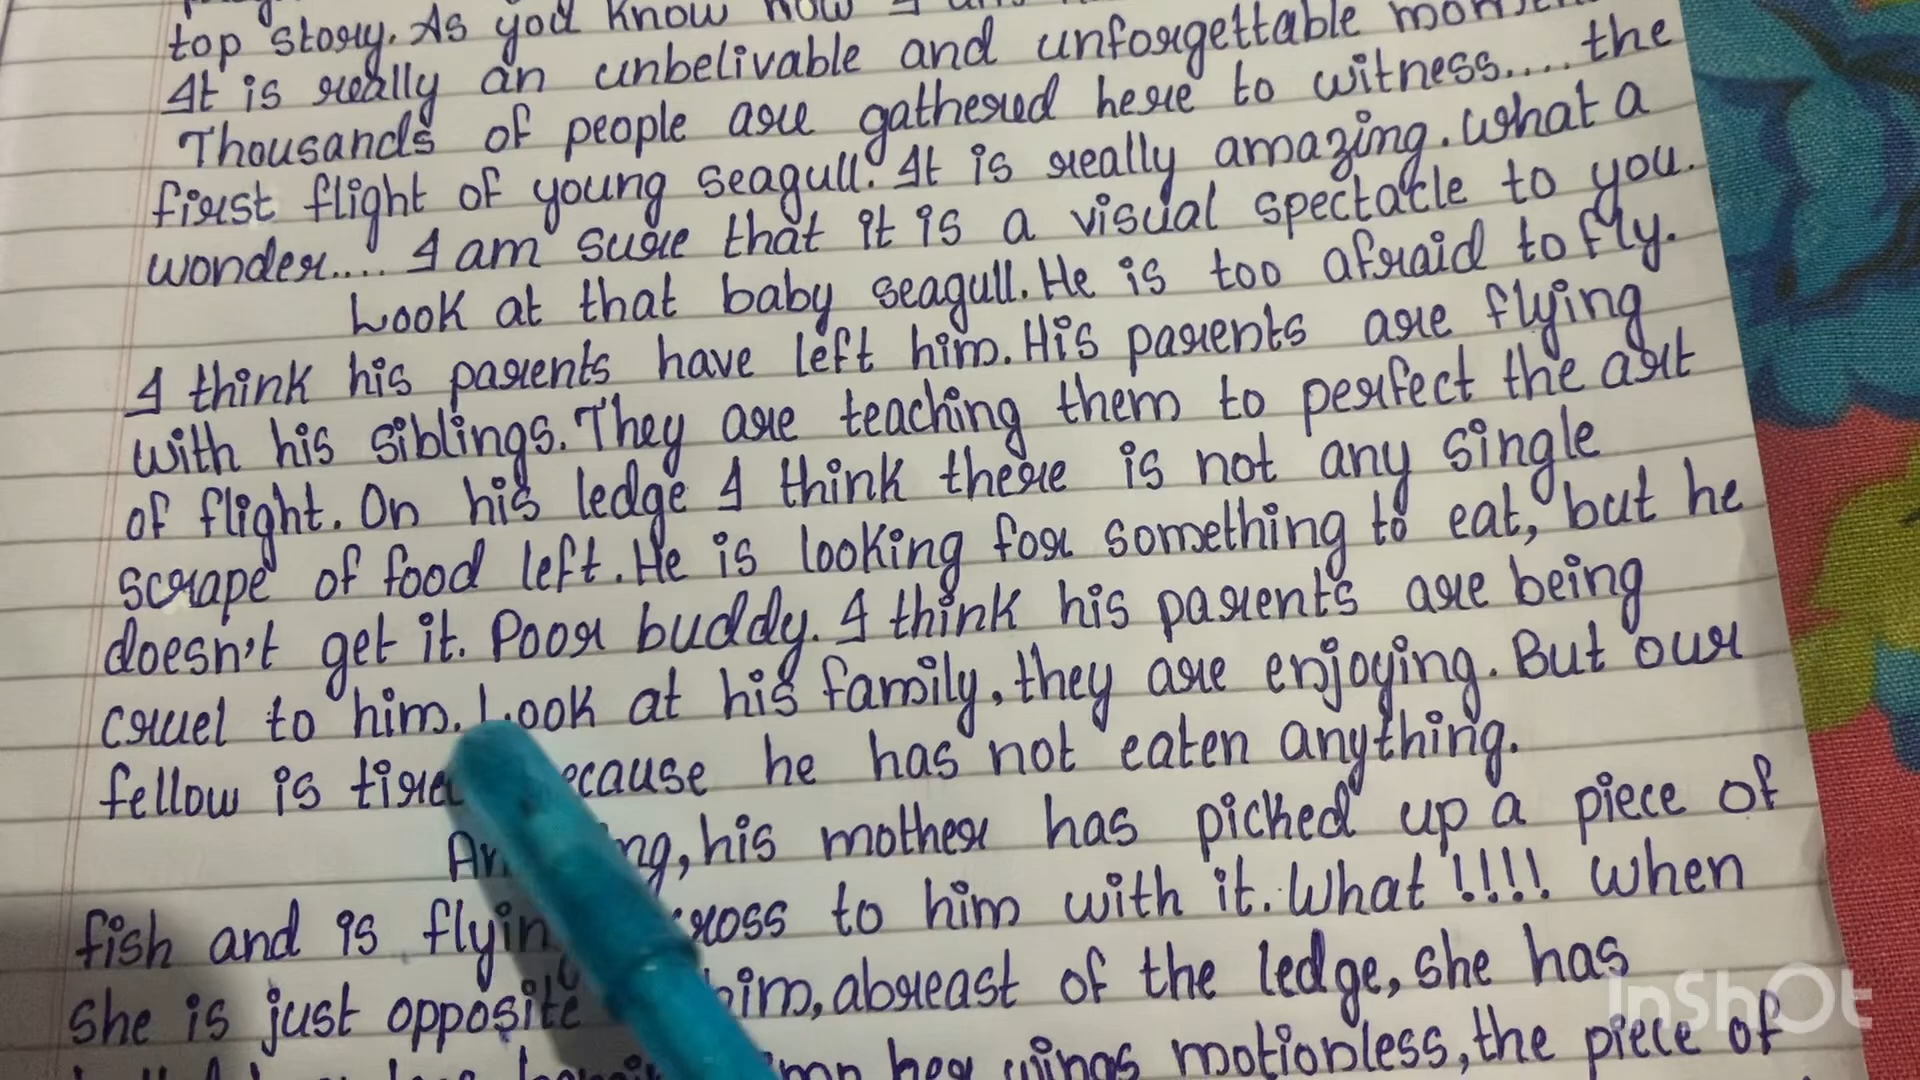 top story. As you know now I
It is really an unbelivable and unforgettable
Thousands of people are gathered here to witness.... the
first flight of young seagull. It is really amazing. What a
wonder.... I am sure that it is a visual spectacle to you.
Look at that baby seagull. He is too afraid to fly.
I think his parents have left him. His parents are flying
with his siblings. They are teaching them to perfect the art
of flight. On his ledge I think there is not any single
scrape of food left. He is looking for something to eat, but he
doesn't get it. Poor buddy. I think his parents are being
cruel to him. Look at his family, they are enjoying. But our
fellow is because he has not eaten anything.
his mother has picked up a piece of
fish and is to him with it. What !!!! When
she is just opposite him, abreast of the ledge, she has
her wings motionless, the piece of
InShOt